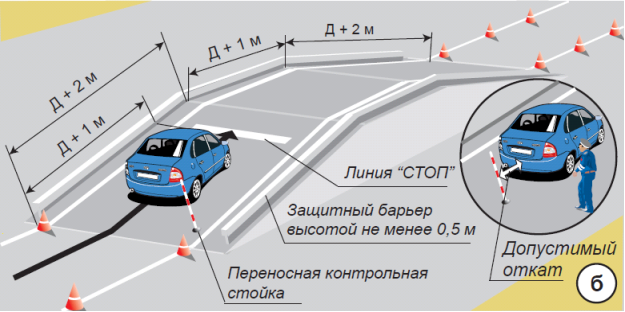 Д + 1 м
Д + 2 м
Д + 2 м
Д + 1 м
Линия “СТОП”
Защитный барьер
высотой не менее 0,5 м
Переносная контрольная
стойка
Допустимый
откат
б